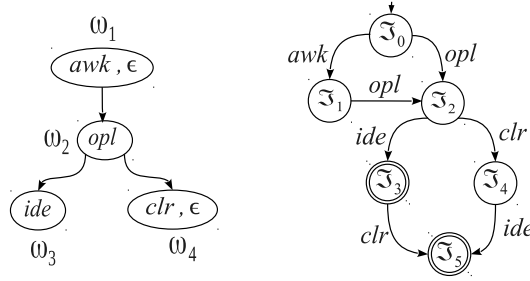 ω1
awk , ϵ
ω2
opl
ide
clr , ϵ
ω3
ω4
ℑ0
awk
opl
ℑ1
opl
ℑ2
ide
clr
ℑ3
ℑ4
clr
ide
ℑ5